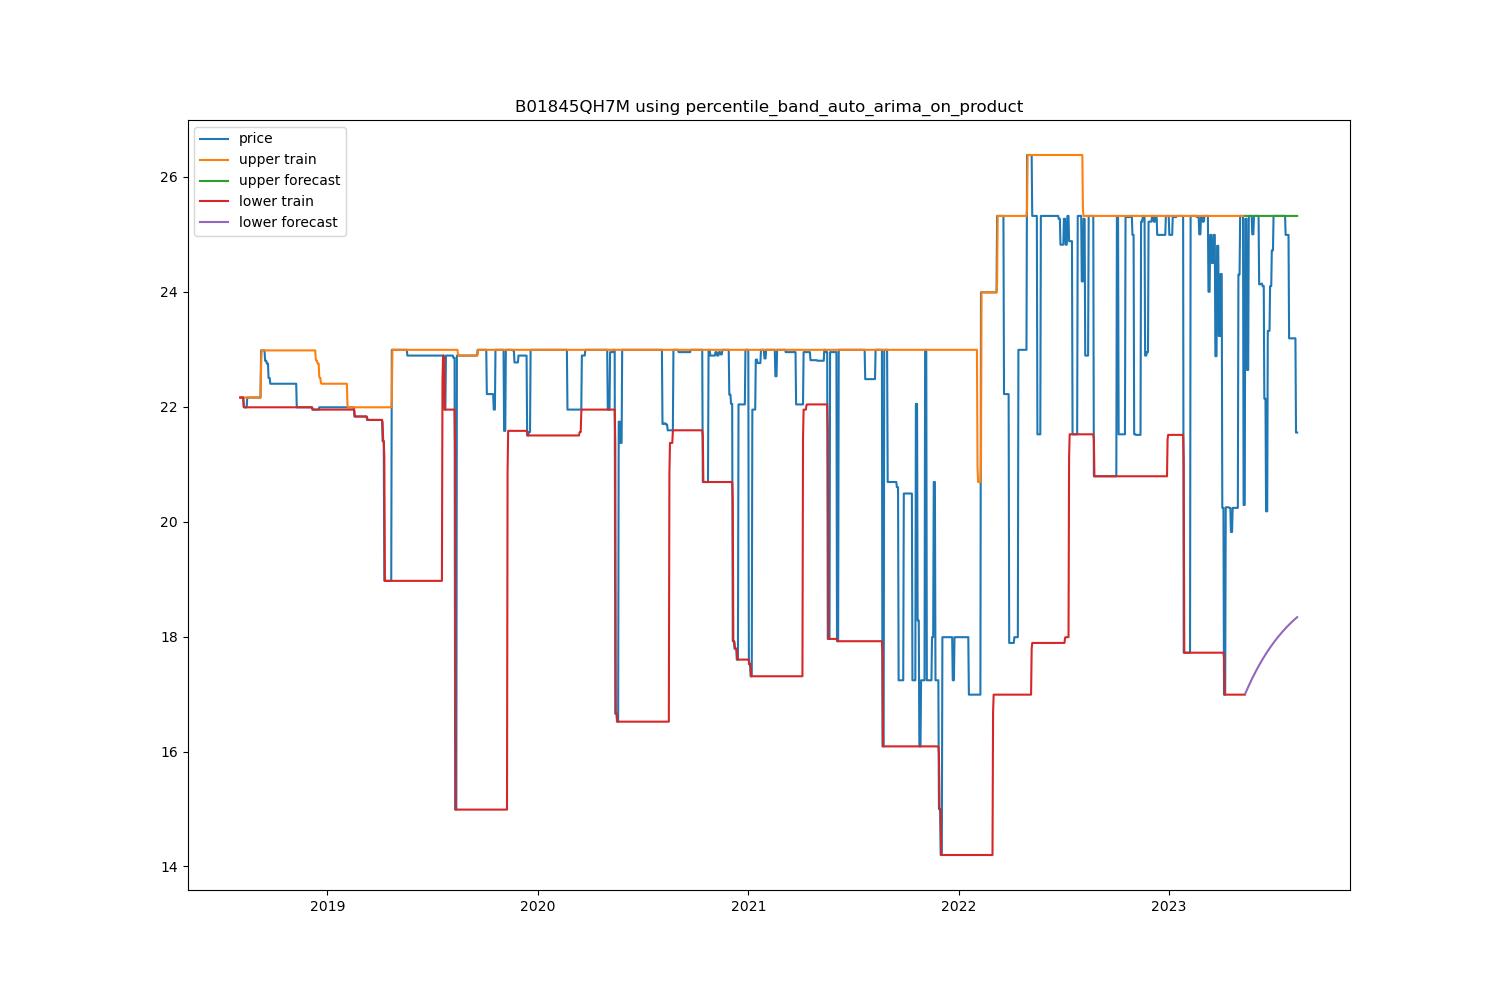 B01845QH7M using percentile_band_auto_arima_on_product
price
upper train
upper forecast
lower train
lower forecast
26
24
22
20
18
16
14
2019 2020 2021 2022 2023